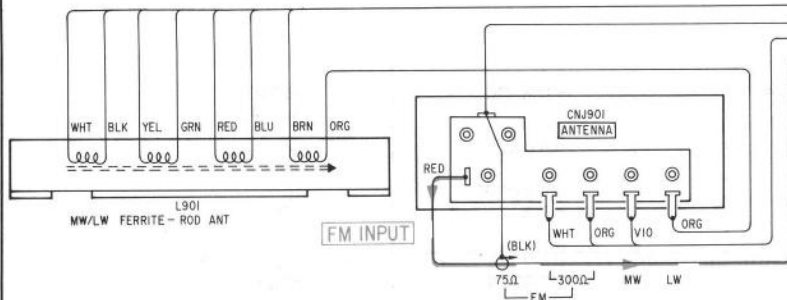 WHT BLK YEL GRN RED BLU BRN ORG
L901
MW/LW FERRITE-ROD ANT
FM INPUT
CNJ901
ANTENNA
RED
WHT ORG VIO ORG
(BLK)
75Ω 300Ω MW LW
FM